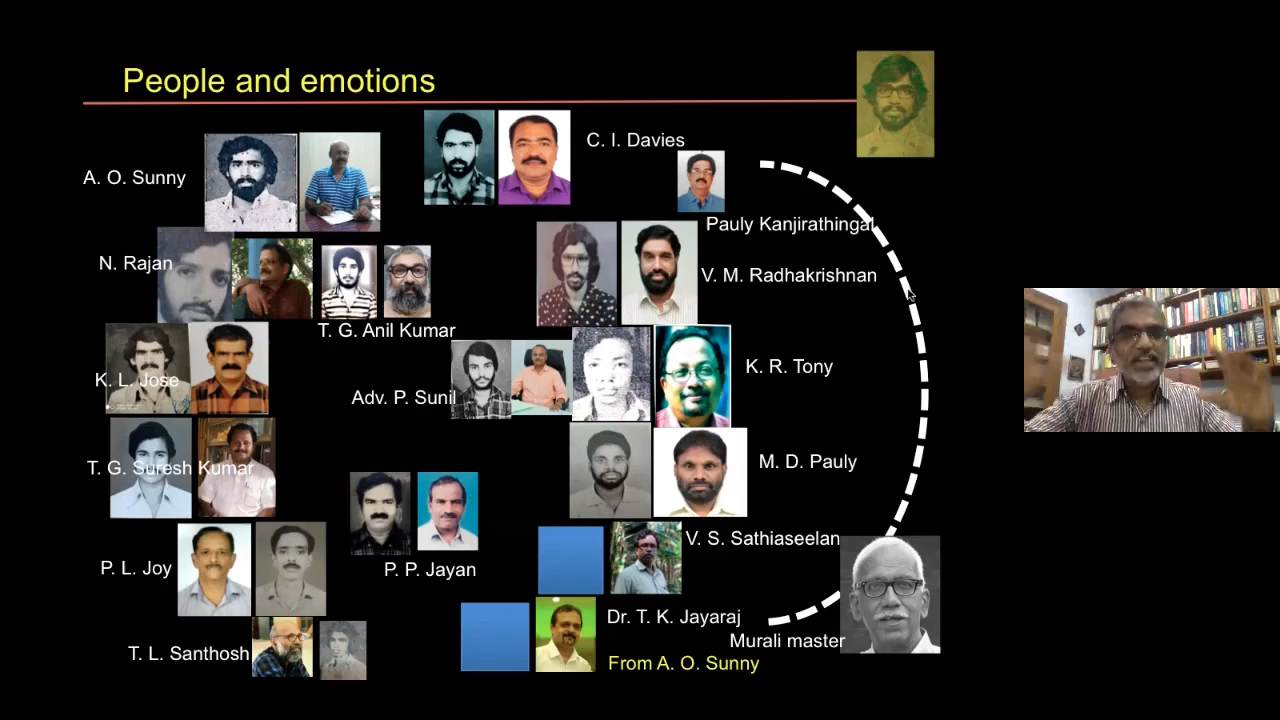 People and emotions
C. I. Davies
A. O. Sunny
Pauly Kanjirathingal
N. Rajan
V. M. Radhakrishnan
T. G. Anil Kumar
K. R. Tony
K. L. Jose
Adv. P. Sunil
M. D. Pauly
T. G. Suresh Kumar
V. S. Sathiaseelan
P. L. Joy
P. P. Jayan
Dr. T. K. Jayaraj
Murali master
T. L. Santhosh
From A. O. Sunny